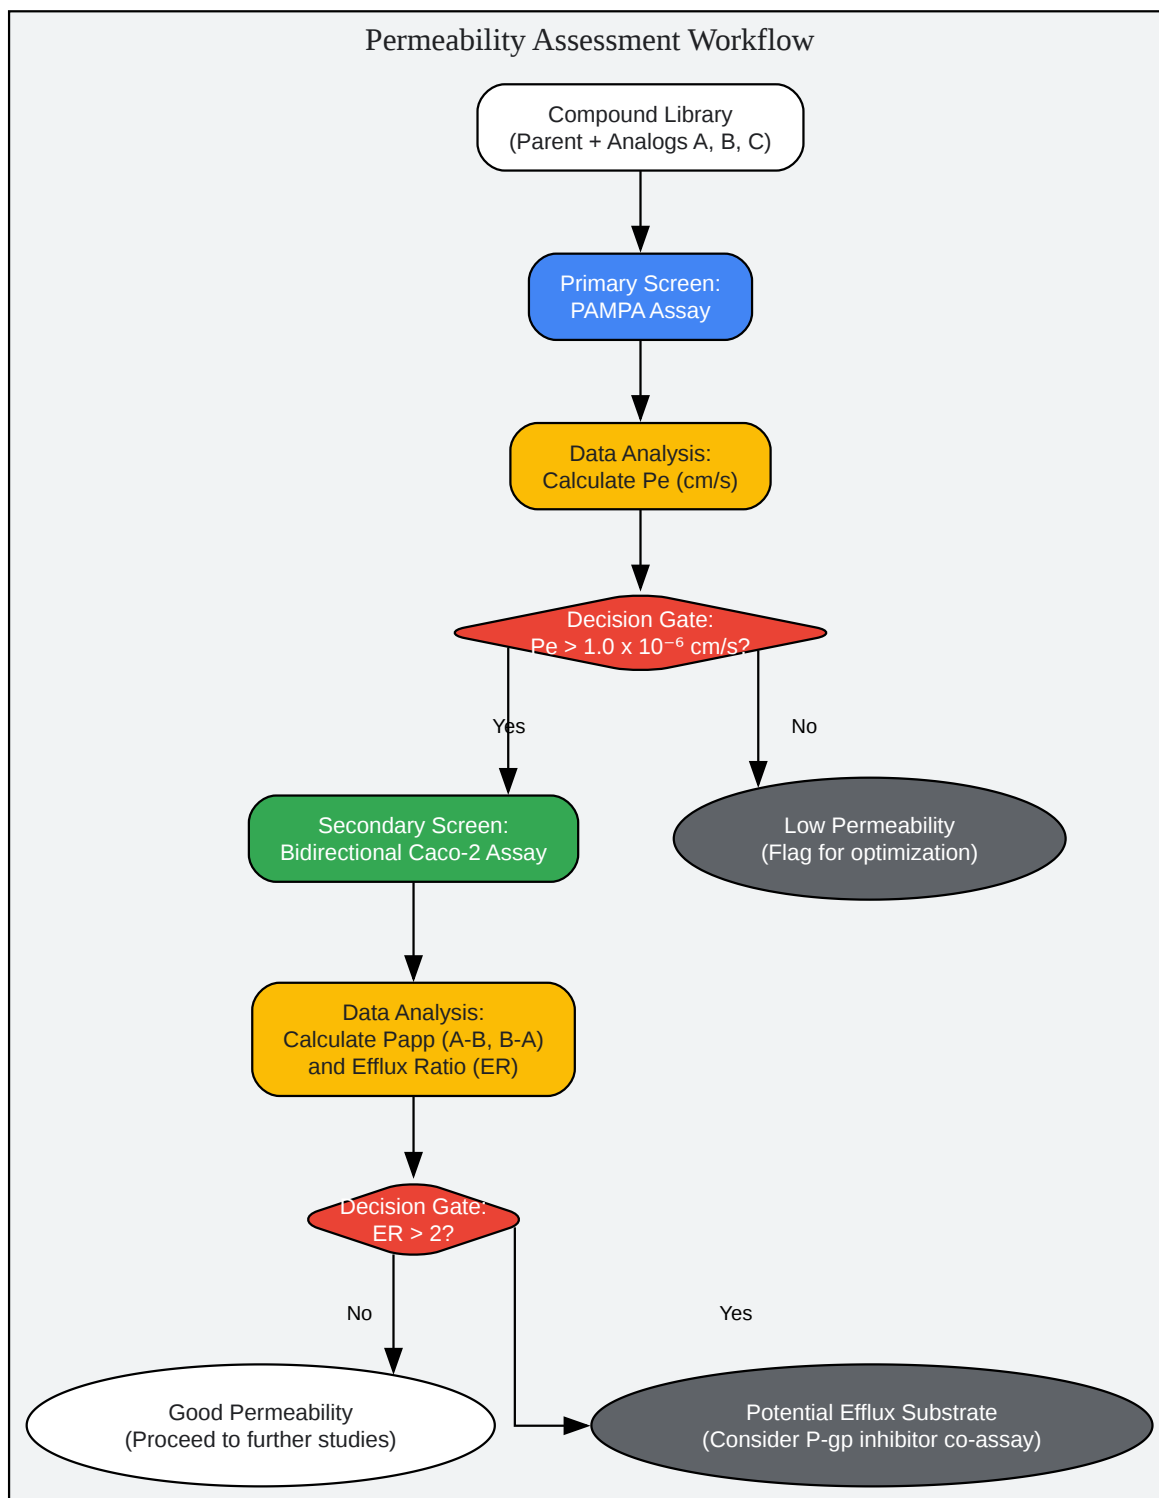 Permeability Assessment Workflow
Compound Library
(Parent + Analogs A, B, C)
Primary Screen:
PAMPA Assay
Data Analysis:
Calculate Pe (cm/s)
Decision Gate:
Pe > 1.0 x 10⁻⁶ cm/s?
Yes
No
Secondary Screen:
Bidirectional Caco-2 Assay
Low Permeability
(Flag for optimization)
Data Analysis:
Calculate Papp (A-B, B-A)
and Efflux Ratio (ER)
Decision Gate:
ER > 2?
No
Yes
Good Permeability
(Proceed to further studies)
Potential Efflux Substrate
(Consider P-gp inhibitor co-assay)